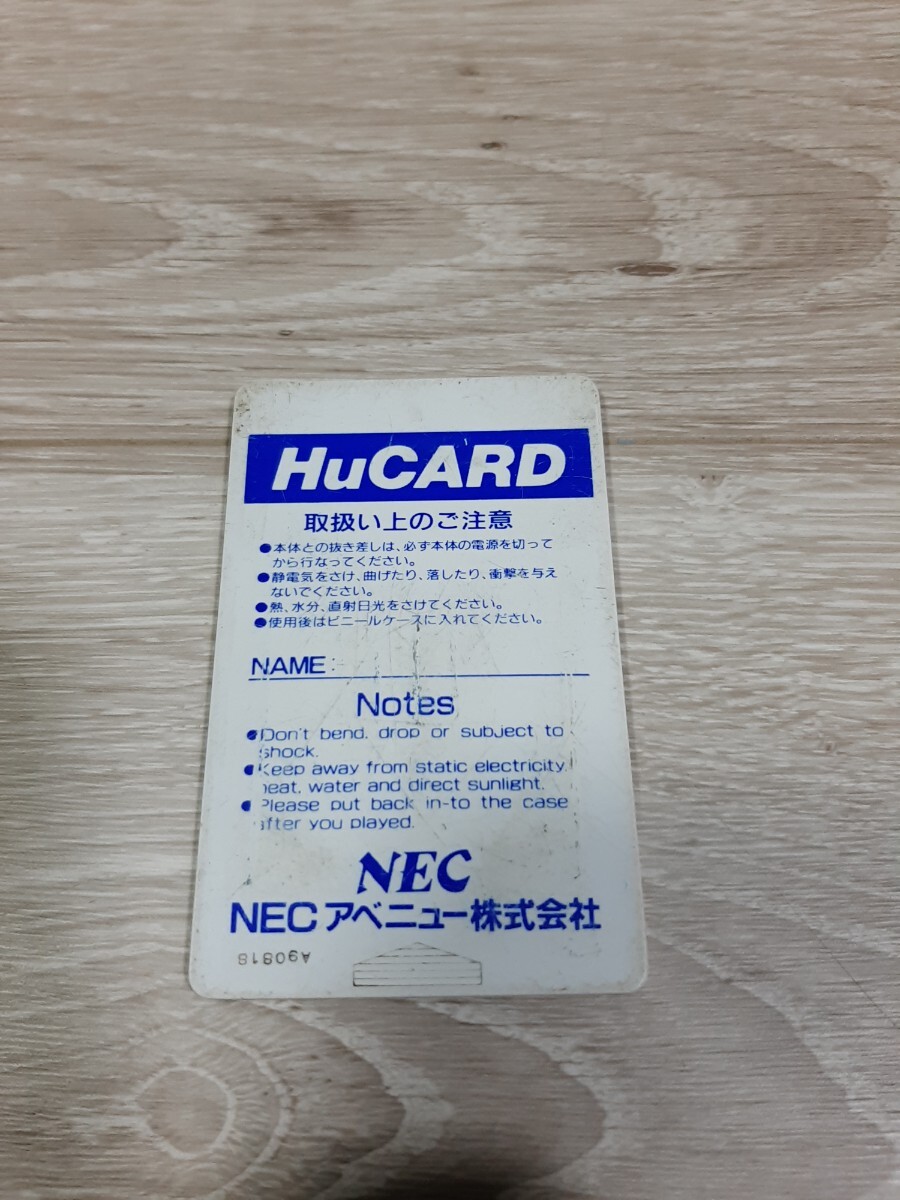 HuCARD
取扱い上のご注意
●本体との抜き差しは、必ず本体の電源を切って
から行なってください。
●静電気をさけ、曲げたり、落したり、衝撃を与え
ないでください。
●熱、水分、直射日光をさけてください。
●使用後はビニールケースに入れてください。
NAME:
Notes
●Don't bend, drop or subject to
shock.
●Keep away from static electricity,
heat, water and direct sunlight.
●Please put back in-to the case
after you played.
NEC
NECアベニュー株式会社
A90818